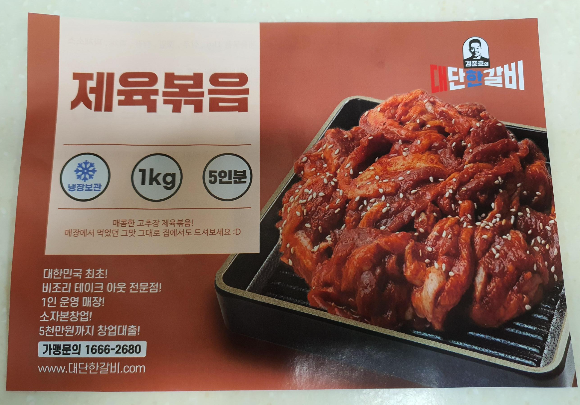 제육볶음
김종효의
대단한갈비
냉장보관
1kg
5인분
매콤한 고추장 제육볶음!
매장에서 먹었던 그맛 그대로 집에서도 드셔보세요 :D
대한민국 최초!
비조리 테이크 아웃 전문점!
1인 운영 매장!
소자본창업!
5천만원까지 창업대출!
가맹문의 1666-2680
www.대단한갈비.com